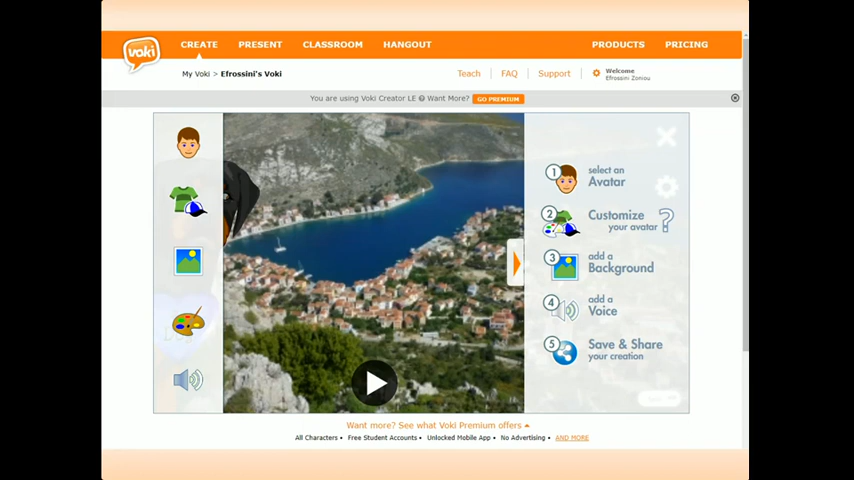 voki
CREATE PRESENT CLASSROOM HANGOUT PRODUCTS PRICING
My Voki > Efrossini's Voki Teach FAQ Support Welcome
Efrossini Zoniou
You are using Voki Creator LE ? Want More? GO PREMIUM
1 select an
Avatar
2 Customize
your avatar ?
3 add a
Background
4 add a
Voice
5 Save & Share
your creation
Want more? See what Voki Premium offers
All Characters • Free Student Accounts • Unlocked Mobile App • No Advertising • AND MORE